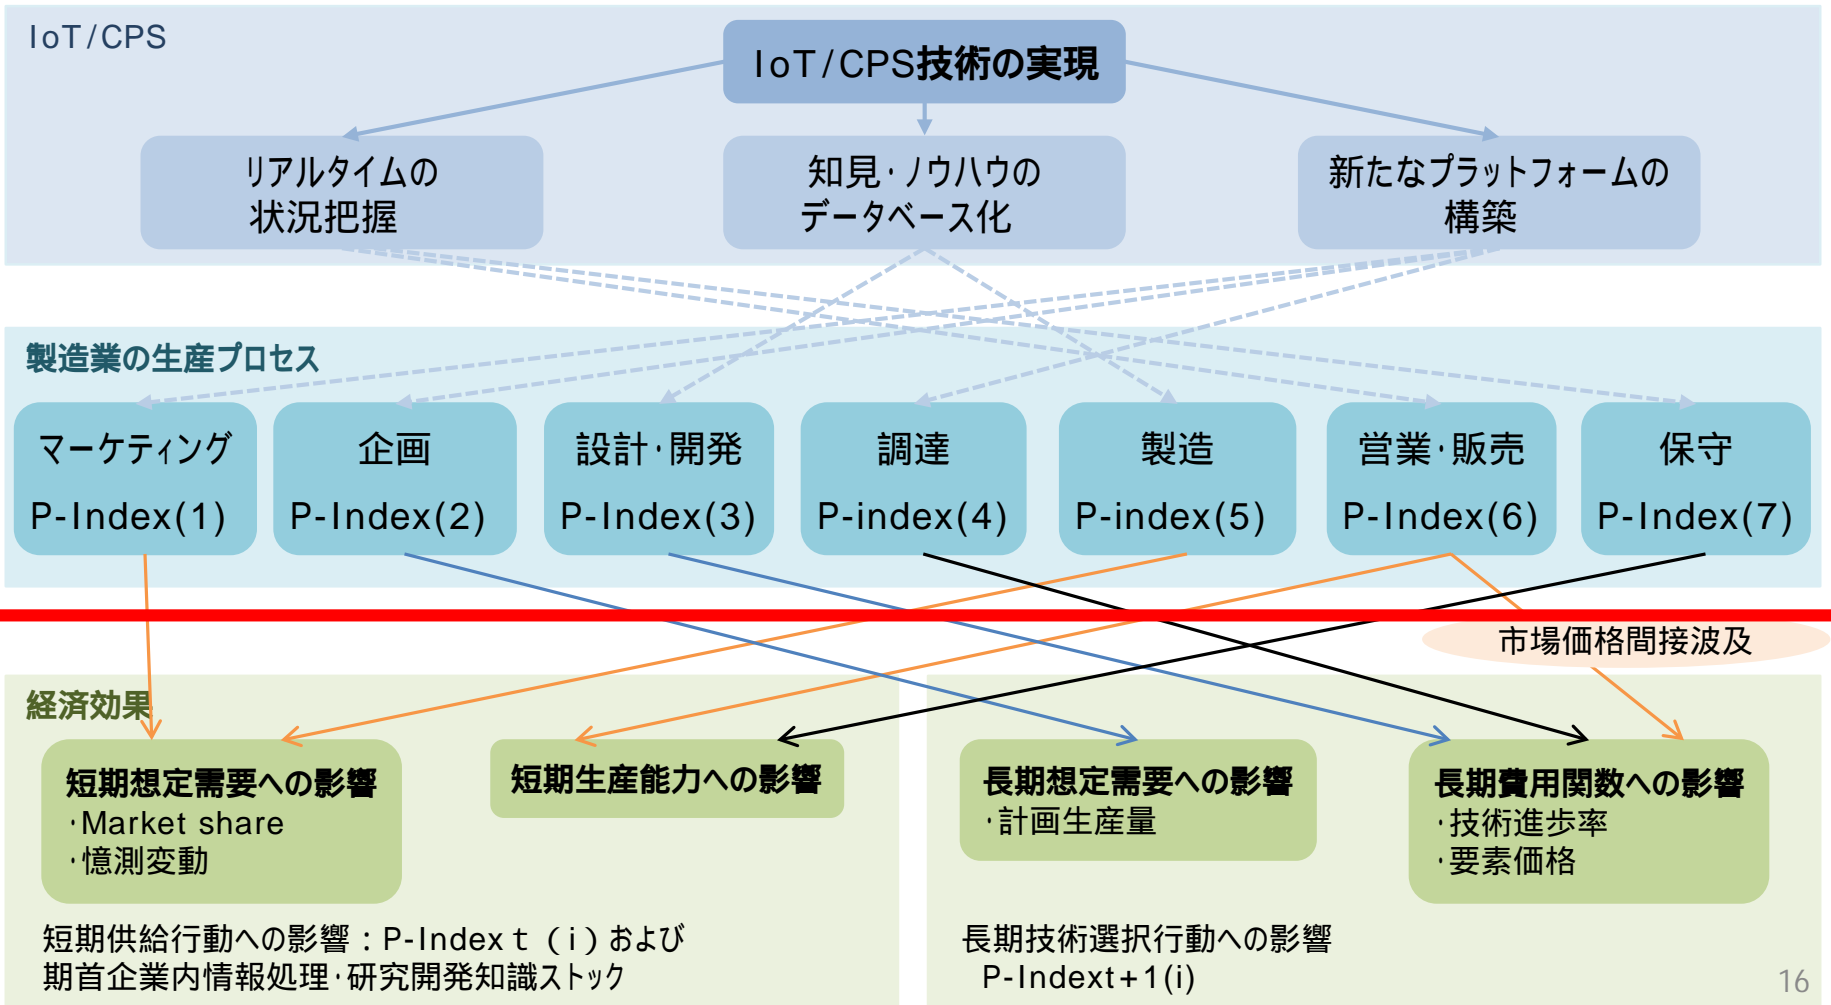 IoT/CPS
IoT/CPS技術の実現
リアルタイムの
状況把握
知見・ノウハウの
データベース化
新たなプラットフォームの
構築
製造業の生産プロセス
マーケティング
P-Index(1)
企画
P-Index(2)
設計・開発
P-Index(3)
調達
P-index(4)
製造
P-index(5)
営業・販売
P-Index(6)
保守
P-Index(7)
市場価格間接波及
経済効果
短期想定需要への影響
・Market share
・憶測変動
短期生産能力への影響
長期想定需要への影響
・計画生産量
長期費用関数への影響
・技術進歩率
・要素価格
短期供給行動への影響：P-Indexｔ（i）および
期首企業内情報処理・研究開発知識ストック
長期技術選択行動への影響
P-Indext+1(i)
16